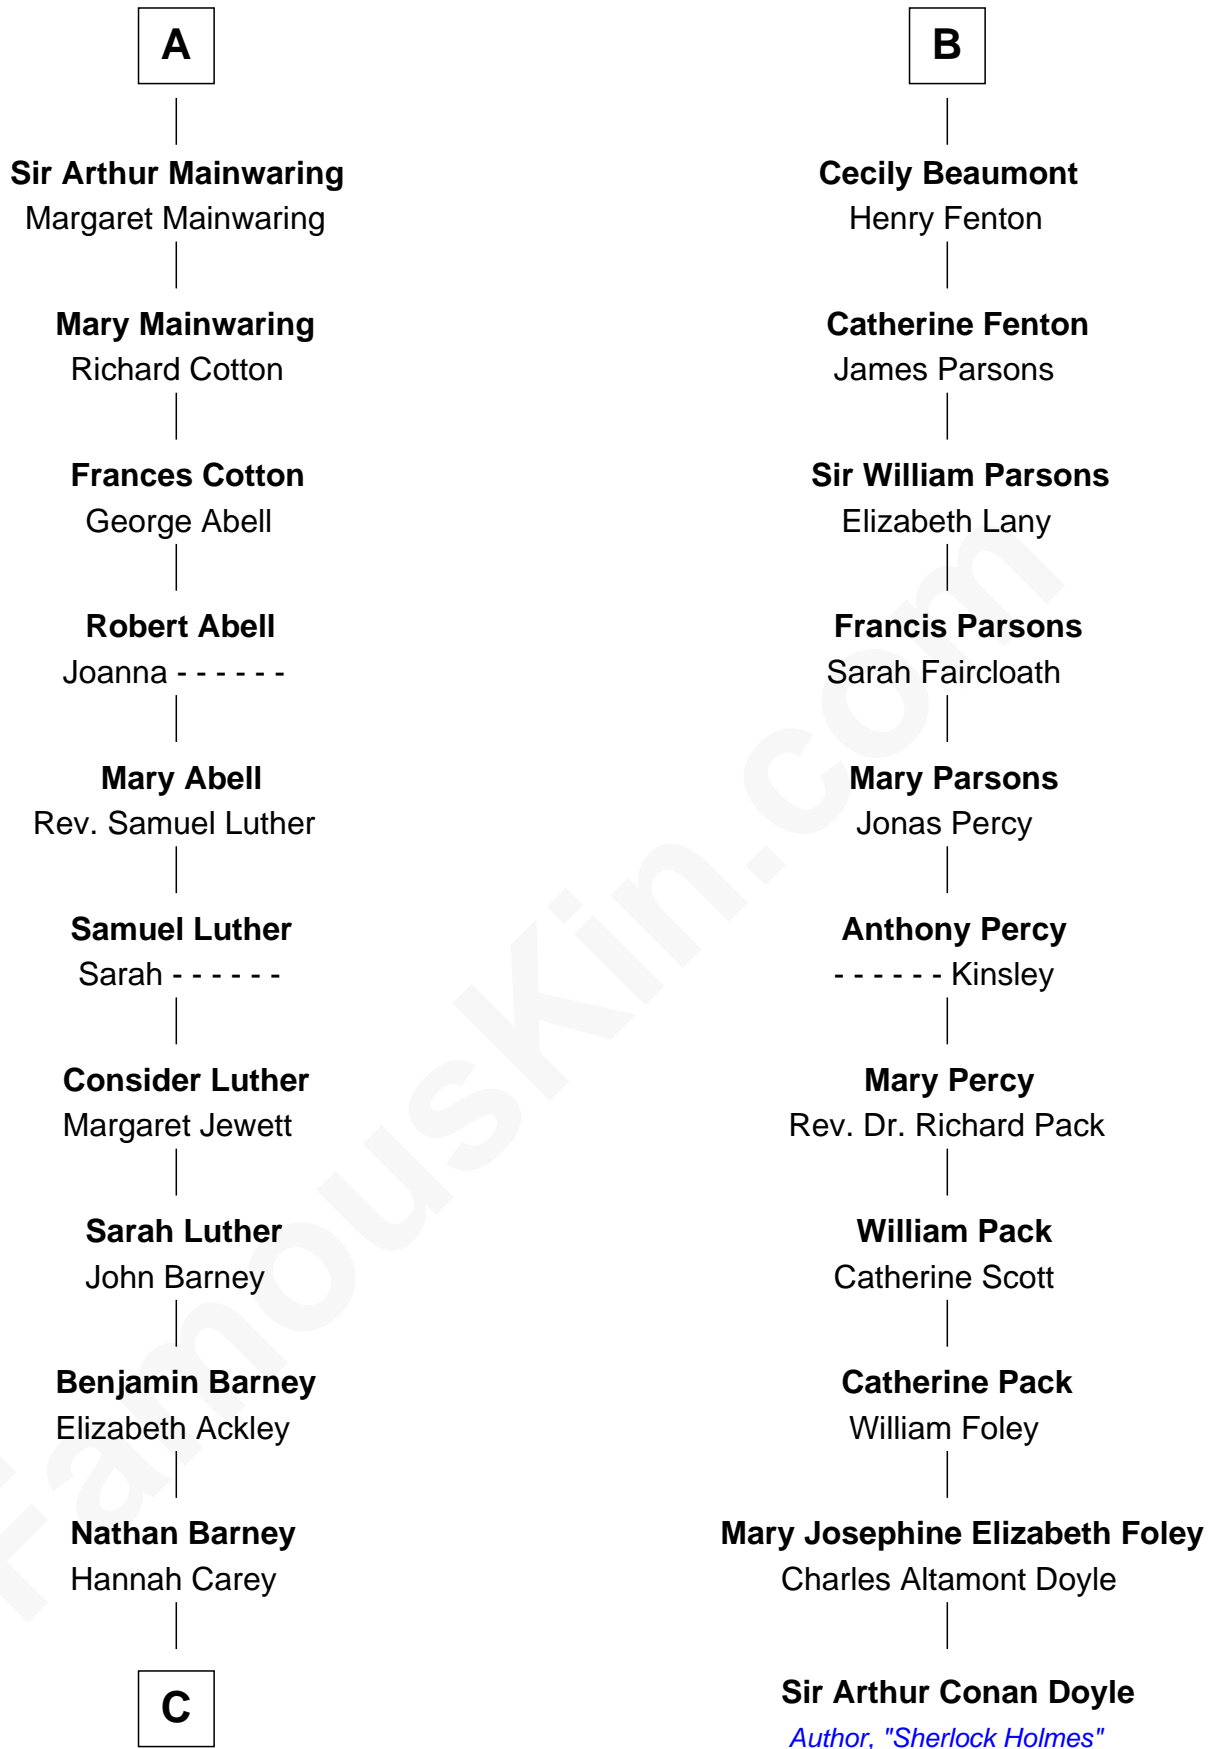 A
Sir Arthur Mainwaring
Margaret Mainwaring
Mary Mainwaring
Richard Cotton
Frances Cotton
George Abell
Robert Abell
Joanna - - - - - -
Mary Abell
Rev. Samuel Luther
Samuel Luther
Sarah - - - - - -
Consider Luther
Margaret Jewett
Sarah Luther
John Barney
Benjamin Barney
Elizabeth Ackley
Nathan Barney
Hannah Carey
C
B
Cecily Beaumont
Henry Fenton
Catherine Fenton
James Parsons
Sir William Parsons
Elizabeth Lany
Francis Parsons
Sarah Faircloath
Mary Parsons
Jonas Percy
Anthony Percy
- - - - - - Kinsley
Mary Percy
Rev. Dr. Richard Pack
William Pack
Catherine Scott
Catherine Pack
William Foley
Mary Josephine Elizabeth Foley
Charles Altamont Doyle
Sir Arthur Conan Doyle
Author, "Sherlock Holmes"
FamousKin.com